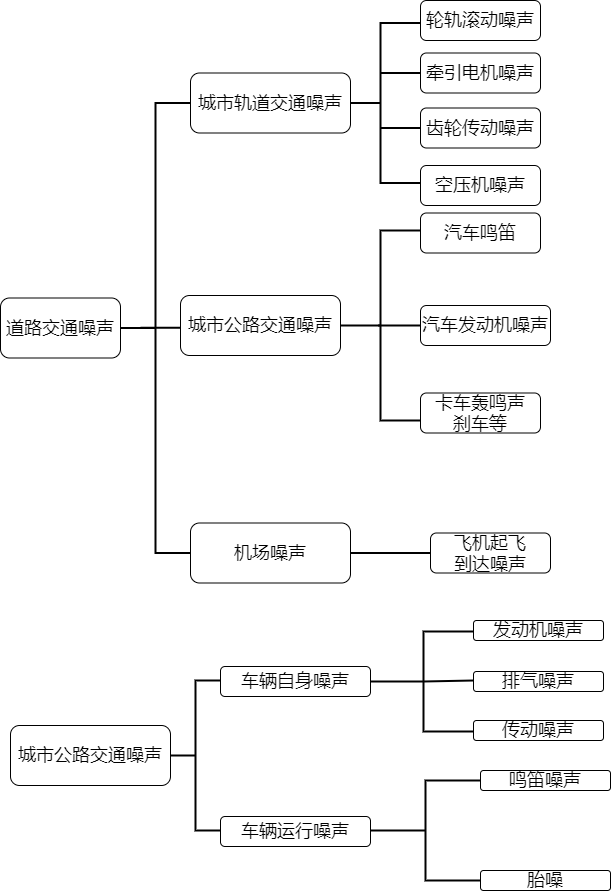 道路交通噪声
城市轨道交通噪声
轮轨滚动噪声
牵引电机噪声
齿轮传动噪声
空压机噪声
城市公路交通噪声
汽车鸣笛
汽车发动机噪声
卡车轰鸣声
刹车等
机场噪声
飞机起飞
到达噪声
城市公路交通噪声
车辆自身噪声
发动机噪声
排气噪声
传动噪声
车辆运行噪声
鸣笛噪声
胎噪